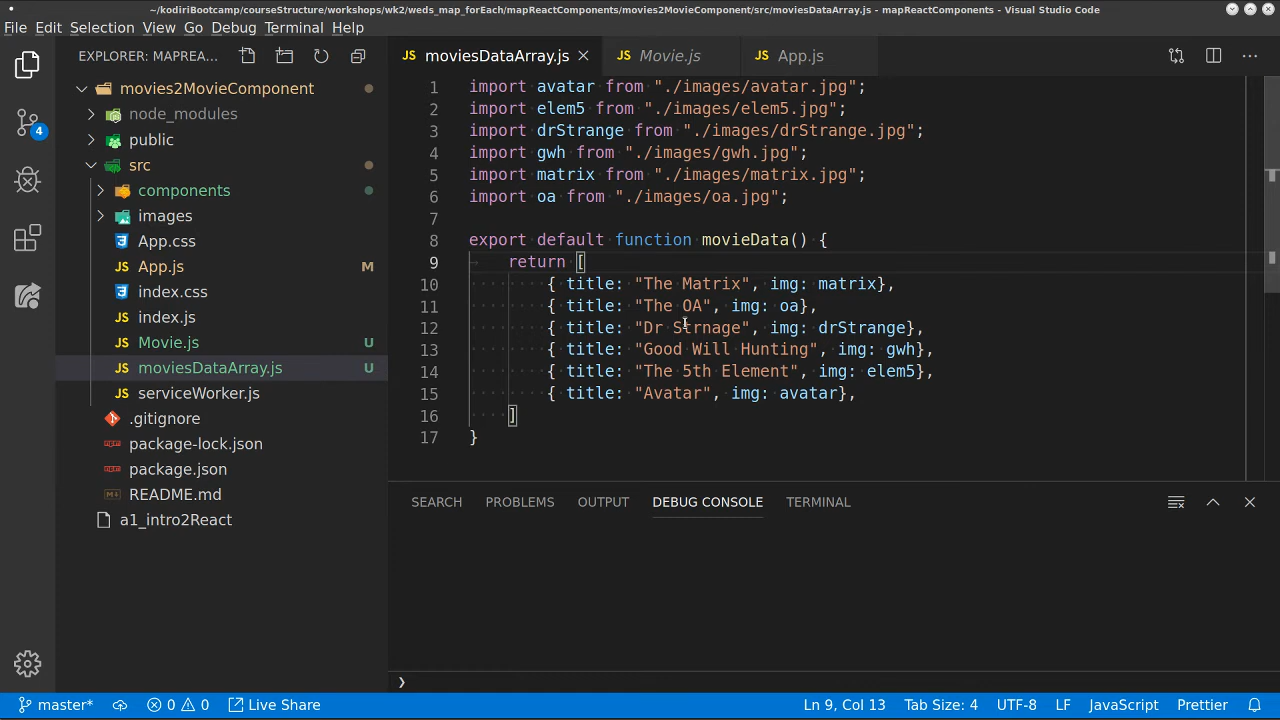 ~/kodiriBootcamp/courseStructure/workshops/wk2/weds_map_forEach/mapReactComponents/movies2MovieComponent/src/moviesDataArray.js - mapReactComponents - Visual Studio Code
File Edit Selection View Go Debug Terminal Help
EXPLORER: MAPREA...
JS moviesDataArray.js
JS Movie.js
JS App.js
movies2MovieComponent
node_modules
public
src
components
images
App.css
JS App.js M
index.css
JS index.js
JS Movie.js U
JS moviesDataArray.js U
JS serviceWorker.js
.gitignore
package-lock.json
package.json
README.md
a1_intro2React
4
1 import avatar from "./images/avatar.jpg";
2 import elem5 from "./images/elem5.jpg";
3 import drStrange from "./images/drStrange.jpg";
4 import gwh from "./images/gwh.jpg";
5 import matrix from "./images/matrix.jpg";
6 import oa from "./images/oa.jpg";
7
8 export default function movieData() {
9 return [
10 { title: "The Matrix", img: matrix},
11 { title: "The OA", img: oa},
12 { title: "Dr Strnage", img: drStrange},
13 { title: "Good Will Hunting", img: gwh},
14 { title: "The 5th Element", img: elem5},
15 { title: "Avatar", img: avatar},
16 ]
17 }
SEARCH PROBLEMS OUTPUT DEBUG CONSOLE TERMINAL
master* 0 0 Live Share Ln 9, Col 13 Tab Size: 4 UTF-8 LF JavaScript Prettier